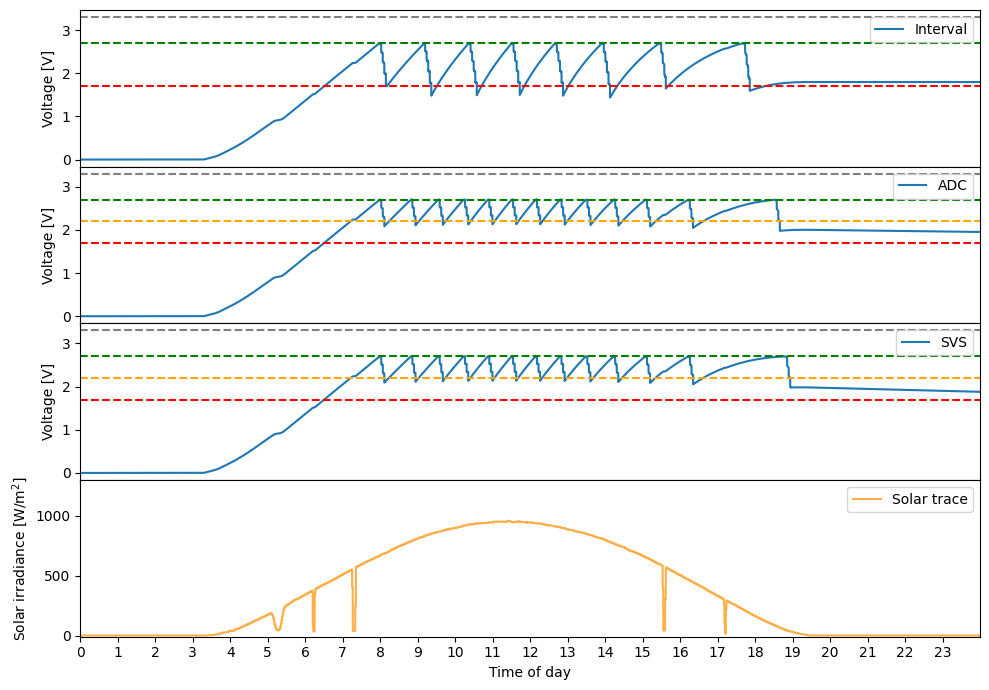 3
2
1
0
Voltage [V]
Interval
3
2
1
0
Voltage [V]
ADC
3
2
1
0
Voltage [V]
SVS
1000
500
0
Solar irradiance [W/m²]
Solar trace
0 1 2 3 4 5 6 7 8 9 10 11 12 13 14 15 16 17 18 19 20 21 22 23
Time of day